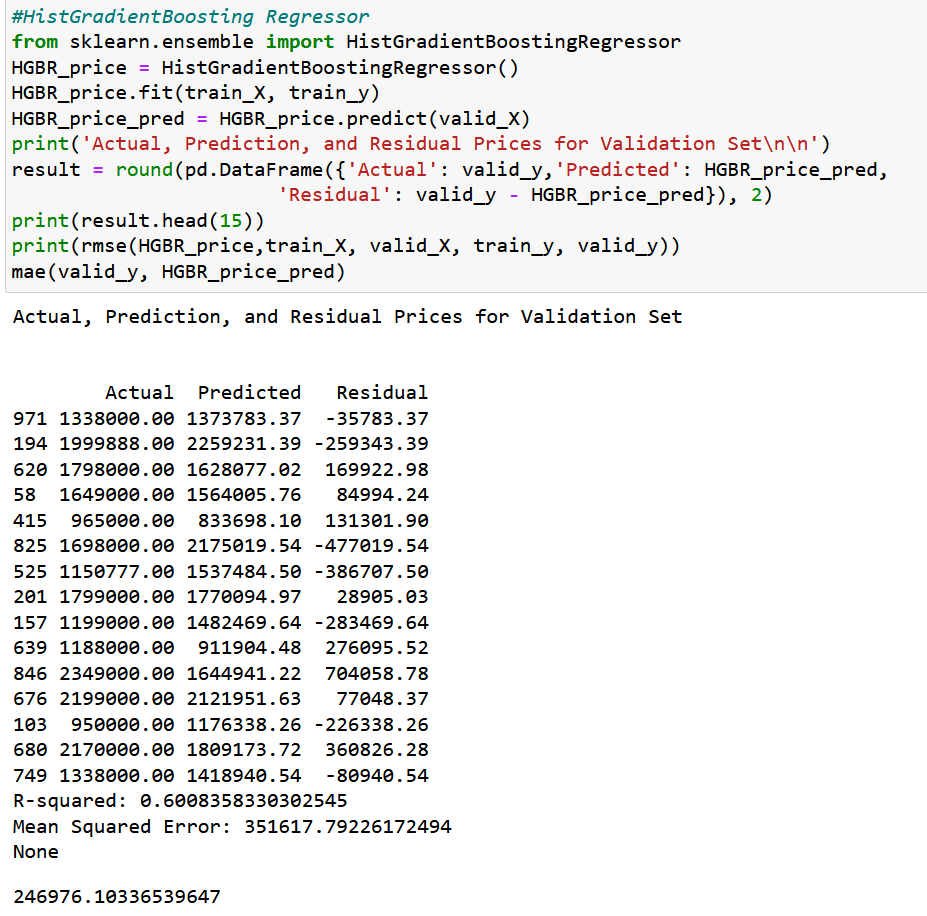 #HistGradientBoosting Regressor
from sklearn.ensemble import HistGradientBoostingRegressor
HGBR_price = HistGradientBoostingRegressor()
HGBR_price.fit(train_X, train_y)
HGBR_price_pred = HGBR_price.predict(valid_X)
print('Actual, Prediction, and Residual Prices for Validation Set\n\n')
result = round(pd.DataFrame({'Actual': valid_y,'Predicted': HGBR_price_pred,
                       'Residual': valid_y - HGBR_price_pred}), 2)
print(result.head(15))
print(rmse(HGBR_price,train_X, valid_X, train_y, valid_y))
mae(valid_y, HGBR_price_pred)
Actual, Prediction, and Residual Prices for Validation Set
        Actual  Predicted   Residual
971 1338000.00 1373783.37  -35783.37
194 1999888.00 2259231.39 -259343.39
620 1798000.00 1628077.02  169922.98
58  1649000.00 1564005.76   84994.24
415  965000.00  833698.10  131301.90
825 1698000.00 2175019.54 -477019.54
525 1150777.00 1537484.50 -386707.50
201 1799000.00 1770094.97   28905.03
157 1199000.00 1482469.64 -283469.64
639 1188000.00  911904.48  276095.52
846 2349000.00 1644941.22  704058.78
676 2199000.00 2121951.63   77048.37
103  950000.00 1176338.26 -226338.26
680 2170000.00 1809173.72  360826.28
749 1338000.00 1418940.54  -80940.54
R-squared: 0.6008358330302545
Mean Squared Error: 351617.79226172494
None
246976.10336539647